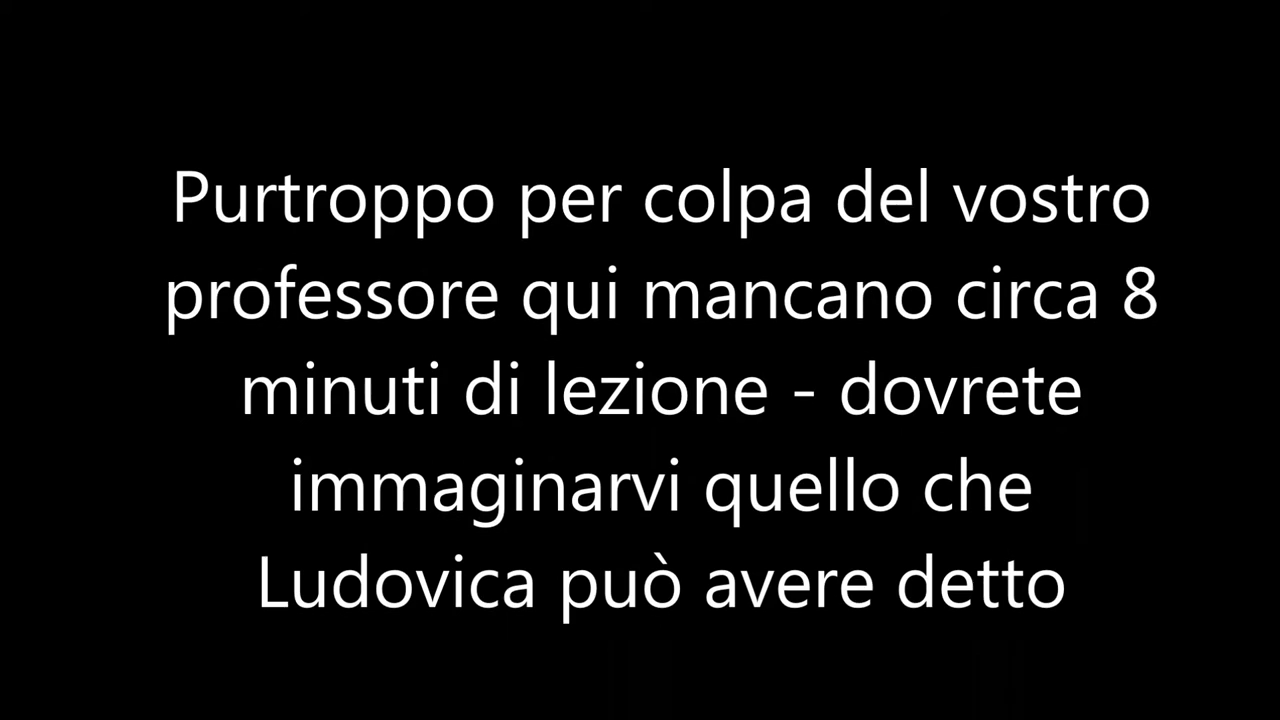 Purtroppo per colpa del vostro
professore qui mancano circa 8
minuti di lezione - dovrete
immaginarvi quello che
Ludovica può avere detto